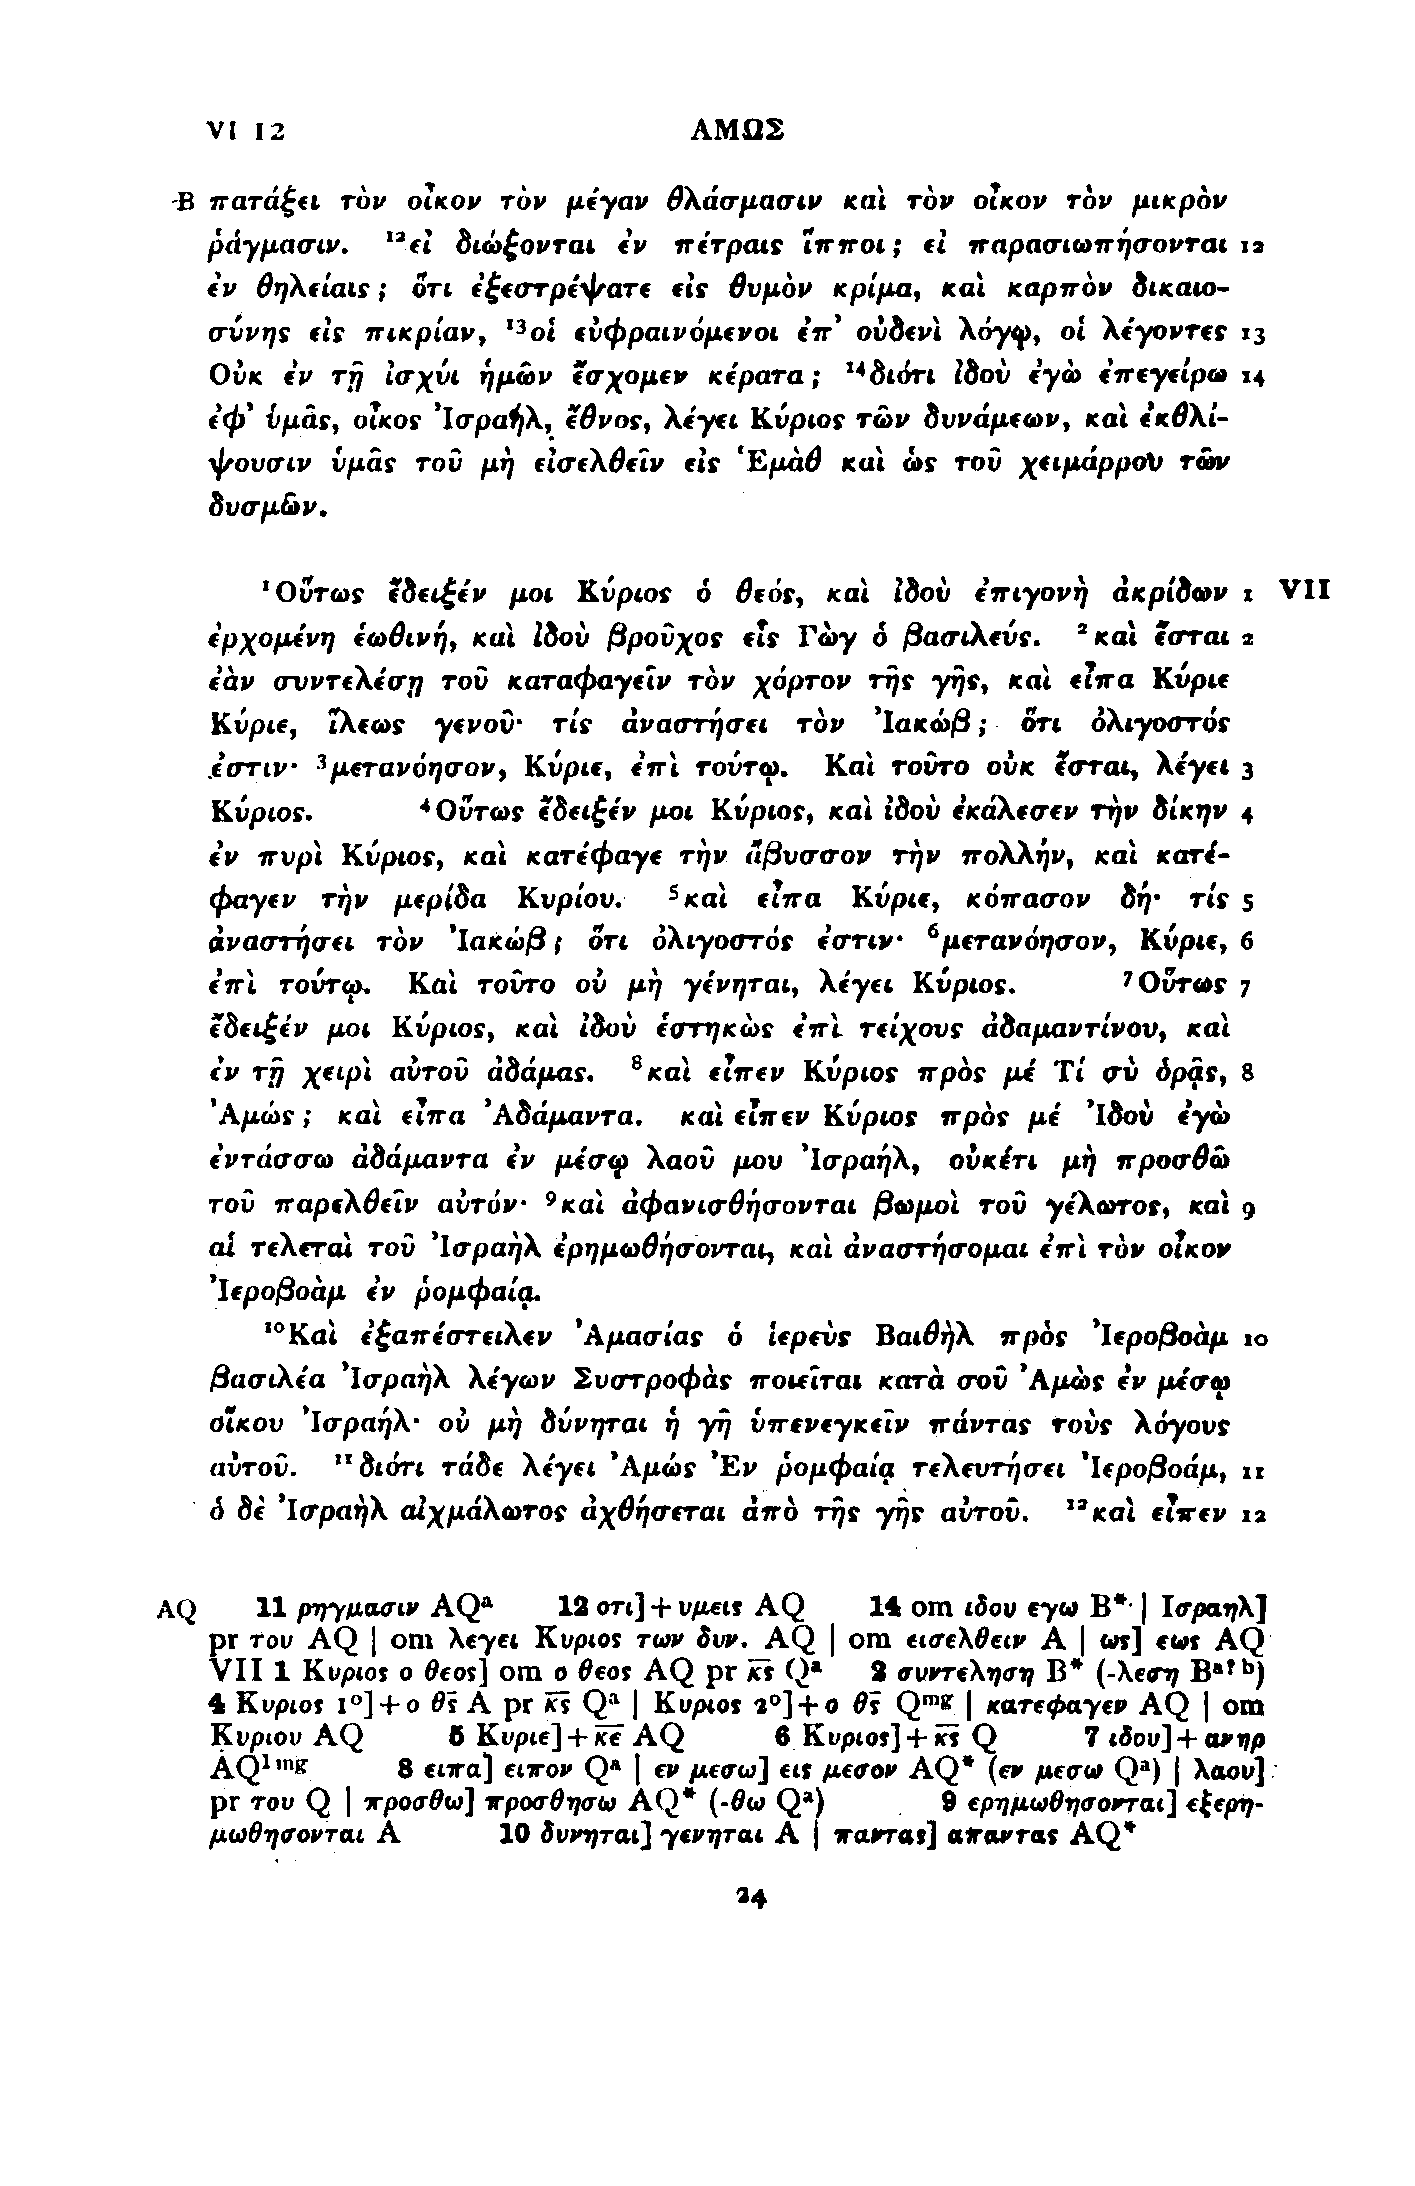 VI 12 ΑΜΩΣ
B πατάξει τὸν οἶκον τὸν μέγαν θλάσμασιν καὶ τὸν οἶκον τὸν μικρὸν
ῥάγμασιν. ¹²εἰ διώξονται ἐν πέτραις ἵπποι; εἰ παρασιωπήσονται 12
ἐν θηλείαις; ὅτι ἐξεστρέψατε εἰς θυμὸν κρίμα, καὶ καρπὸν δικαιο-
σύνης εἰς πικρίαν, ¹³οἱ εὐφραινόμενοι ἐπ’ οὐδενὶ λόγῳ, οἱ λέγοντες 13
Οὐκ ἐν τῇ ἰσχύι ἡμῶν ἔσχομεν κέρατα; ¹⁴διότι ἰδοὺ ἐγὼ ἐπεγείρω 14
ἐφ’ ὑμᾶς, οἶκος Ἰσραήλ, ἔθνος, λέγει Κύριος τῶν δυνάμεων, καὶ ἐκθλί-
ψουσιν ὑμᾶς τοῦ μὴ εἰσελθεῖν εἰς Ἑμὰθ καὶ ὡς τοῦ χειμάρρου τῶν
δυσμῶν.
¹Οὕτως ἔδειξέν μοι Κύριος ὁ θεός, καὶ ἰδοὺ ἐπιγονὴ ἀκρίδων 1 VII
ἐρχομένη ἑωθινή, καὶ ἰδοὺ βροῦχος εἷς Γὼγ ὁ βασιλεύς. ²καὶ ἔσται 2
ἐὰν συντελέσῃ τοῦ καταφαγεῖν τὸν χόρτον τῆς γῆς, καὶ εἶπα Κύριε
Κύριε, ἵλεως γενοῦ· τίς ἀναστήσει τὸν Ἰακώβ; ὅτι ὀλιγοστός
ἐστιν· ³μετανόησον, Κύριε, ἐπὶ τούτῳ. Καὶ τοῦτο οὐκ ἔσται, λέγει 3
Κύριος. ⁴Οὕτως ἔδειξέν μοι Κύριος, καὶ ἰδοὺ ἐκάλεσεν τὴν δίκην 4
ἐν πυρὶ Κύριος, καὶ κατέφαγε τὴν ἄβυσσον τὴν πολλήν, καὶ κατέ-
φαγεν τὴν μερίδα Κυρίου. ⁵καὶ εἶπα Κύριε, κόπασον δή· τίς 5
ἀναστήσει τὸν Ἰακώβ; ὅτι ὀλιγοστός ἐστιν· ⁶μετανόησον, Κύριε, 6
ἐπὶ τούτῳ. Καὶ τοῦτο οὐ μὴ γένηται, λέγει Κύριος. ⁷Οὕτως 7
ἔδειξέν μοι Κύριος, καὶ ἰδοὺ ἑστηκὼς ἐπὶ τείχους ἀδαμαντίνου, καὶ
ἐν τῇ χειρὶ αὐτοῦ ἀδάμας. ⁸καὶ εἶπεν Κύριος πρὸς μέ Τί σὺ ὁρᾷς, 8
Ἀμώς; καὶ εἶπα Ἀδάμαντα. καὶ εἶπεν Κύριος πρὸς μέ Ἰδοὺ ἐγὼ
ἐντάσσω ἀδάμαντα ἐν μέσῳ λαοῦ μου Ἰσραήλ, οὐκέτι μὴ προσθῶ
τοῦ παρελθεῖν αὐτόν· ⁹καὶ ἀφανισθήσονται βωμοὶ τοῦ γέλωτος, καὶ 9
αἱ τελεταὶ τοῦ Ἰσραὴλ ἐρημωθήσονται, καὶ ἀναστήσομαι ἐπὶ τὸν οἶκον
Ἰεροβοὰμ ἐν ῥομφαίᾳ.
¹⁰Καὶ ἐξαπέστειλεν Ἀμασίας ὁ ἱερεὺς Βαιθὴλ πρὸς Ἰεροβοὰμ 10
βασιλέα Ἰσραὴλ λέγων Συστροφὰς ποιεῖται κατὰ σοῦ Ἀμὼς ἐν μέσῳ
οἴκου Ἰσραήλ· οὐ μὴ δύνηται ἡ γῆ ὑπενεγκεῖν πάντας τοὺς λόγους
αὐτοῦ. ¹¹διότι τάδε λέγει Ἀμώς Ἐν ῥομφαίᾳ τελευτήσει Ἰεροβοάμ, 11
ὁ δὲ Ἰσραὴλ αἰχμάλωτος ἀχθήσεται ἀπὸ τῆς γῆς αὐτοῦ. ¹²καὶ εἶπεν 12
AQ 11 ρηγμασιν AQᵃ 12 οτι]+υμεις AQ 14 om ιδου εγω B* | Ισραηλ]
pr του AQ | om λεγει Κυριος των δυν. AQ | om εισελθειν A | ως] εως AQ
VII 1 Κυριος ο θεος] om ο θεος AQ pr κ̅ς̅ Qᵃ 2 συντεληση B* (-λεση Bᵃ?ᵇ)
4 Κυριος 1°]+ο θ̅ς̅ A pr κ̅ς̅ Qᵃ | Κυριος 2°]+ο θ̅ς̅ Qᵐᵍ | κατεφαγεν AQ | om
Κυριου AQ 5 Κυριε]+κ̅ε̅ AQ 6 Κυριος]+κ̅ς̅ Q 7 ιδου]+ανηρ
AQ¹ᵐᵍ 8 ειπα] ειπον Qᵃ | εν μεσω] εις μεσον AQ* (εν μεσω Qᵃ) | λαου]
pr του Q | προσθω] προσθησω AQ* (-θω Qᵃ) 9 ερημωθησονται] εξερη-
μωθησονται A 10 δυνηται] γενηται A | παντας] απαντας AQ*
24